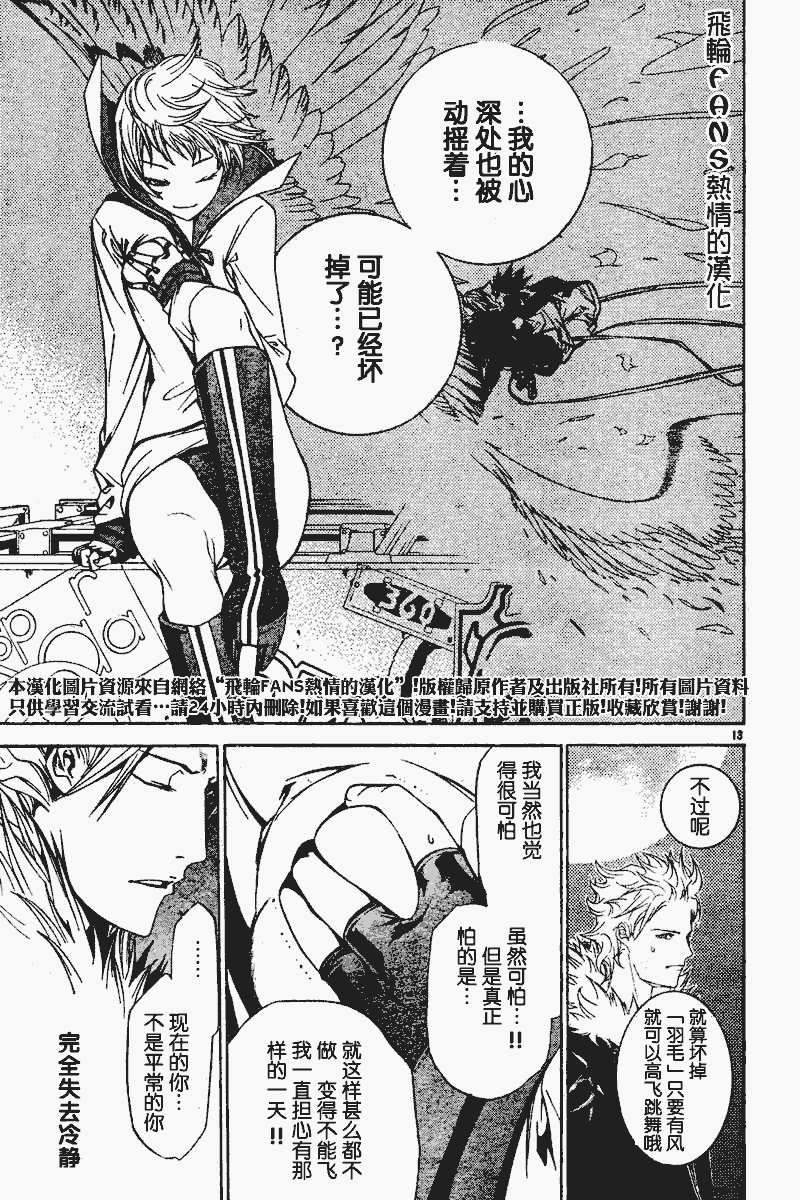 飛輪FANS熱情的漢化
…我的心
深处也被
动摇着…
可能已经坏
掉了…?
360
par
spa
本漢化圖片資源來自網絡“飛輪FANS熱情的漢化”!版權歸原作者及出版社所有!所有圖片資料
只供學習交流試看…請24小時內刪除!如果喜歡這個漫畫!請支持並購買正版!收藏欣賞!謝謝!
13
不过呢
就算坏掉
「羽毛」只要有风
就可以高飞跳舞哦
我当然也觉
得很可怕
虽然可怕…!!
但是真正
怕的是…
就这样甚么都不
做 变得不能飞
我一直担心有那
样的一天!!
……
现在的你…
不是平常的你
完全失去冷静